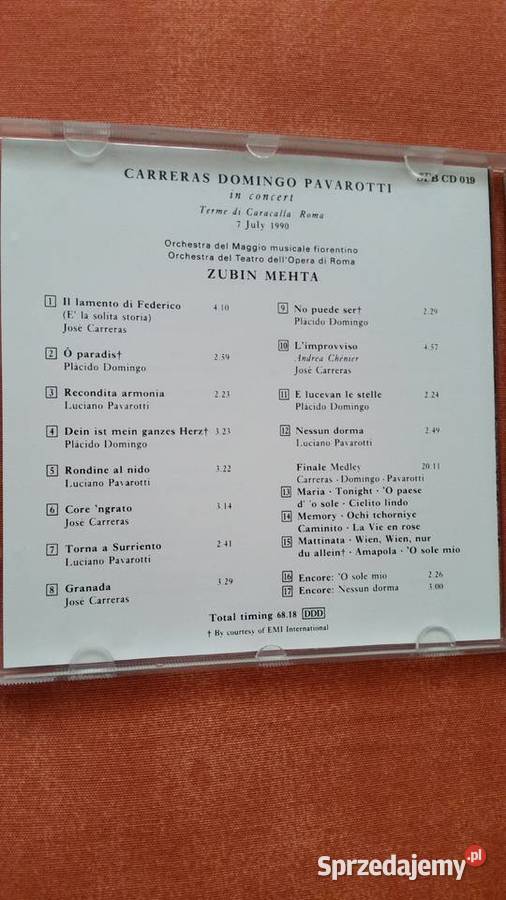 CARRERAS DOMINGO PAVAROTTI
in concert
Terme di Caracalla Roma
7 July 1990
CD 019
Orchestra del Maggio musicale fiorentino
Orchestra del Teatro dell'Opera di Roma
ZUBIN MEHTA
1 Il lamento di Federico 4.10
(E' la solita storia)
José Carreras
2 Ó paradis† 2.59
Plácido Domingo
3 Recondita armonia 2.23
Luciano Pavarotti
4 Dein ist mein ganzes Herz† 3.23
Plácido Domingo
5 Rondine al nido 3.22
Luciano Pavarotti
6 Core 'ngrato 3.14
José Carreras
7 Torna a Surriento 2.41
Luciano Pavarotti
8 Granada 3.29
José Carreras
9 No puede ser† 2.29
Plácido Domingo
10 L'improvviso 4.57
Andrea Chénier
José Carreras
11 E lucevan le stelle 2.24
Plácido Domingo
12 Nessun dorma 2.49
Luciano Pavarotti
Finale Medley 20.11
Carreras · Domingo · Pavarotti
13 Maria · Tonight · 'O paese
d' 'o sole · Cielito lindo
14 Memory · Ochi tchorniye
Caminito · La Vie en rose
15 Mattinata · Wien, Wien, nur
du allein† · Amapola · 'O sole mio
16 Encore: 'O sole mio 2.26
17 Encore: Nessun dorma 3.00
Total timing 68.18 DDD
† By courtesy of EMI International
Sprzedajemy.pl